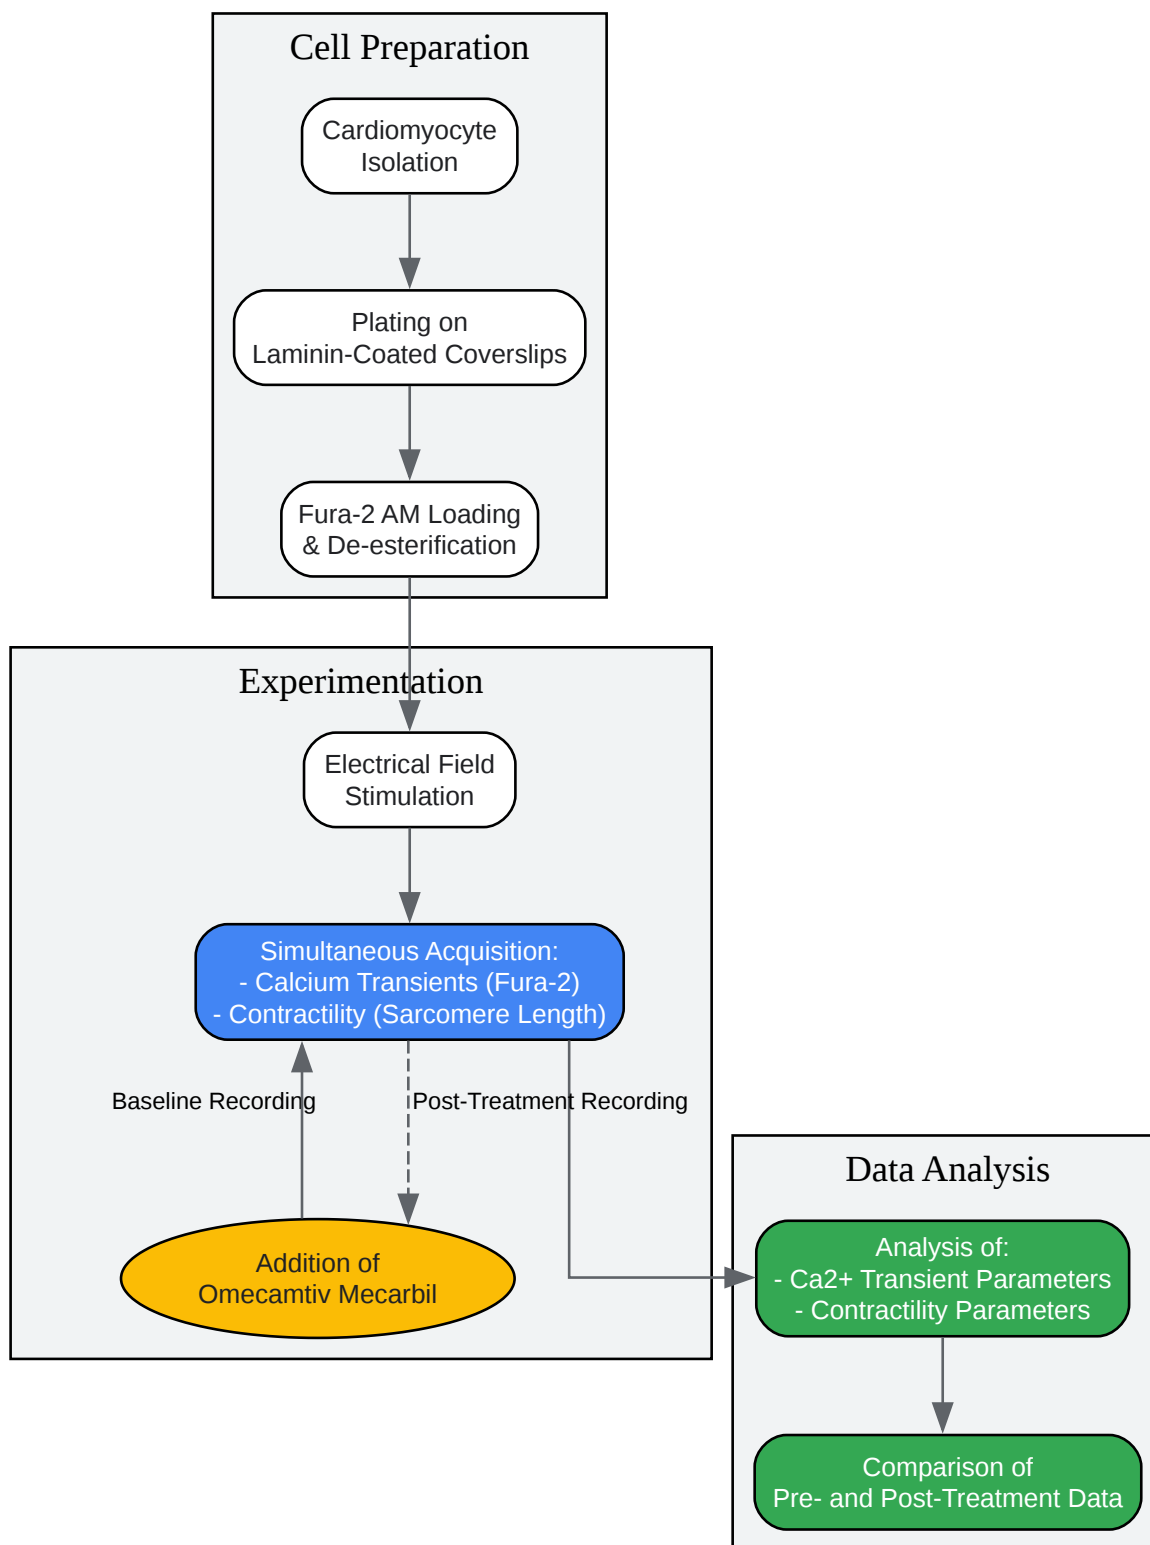 Cell Preparation
Cardiomyocyte
Isolation
Plating on
Laminin-Coated Coverslips
Fura-2 AM Loading
& De-esterification
Experimentation
Electrical Field
Stimulation
Simultaneous Acquisition:
- Calcium Transients (Fura-2)
- Contractility (Sarcomere Length)
Baseline Recording
Post-Treatment Recording
Addition of
Omecamtiv Mecarbil
Data Analysis
Analysis of:
- Ca2+ Transient Parameters
- Contractility Parameters
Comparison of
Pre- and Post-Treatment Data